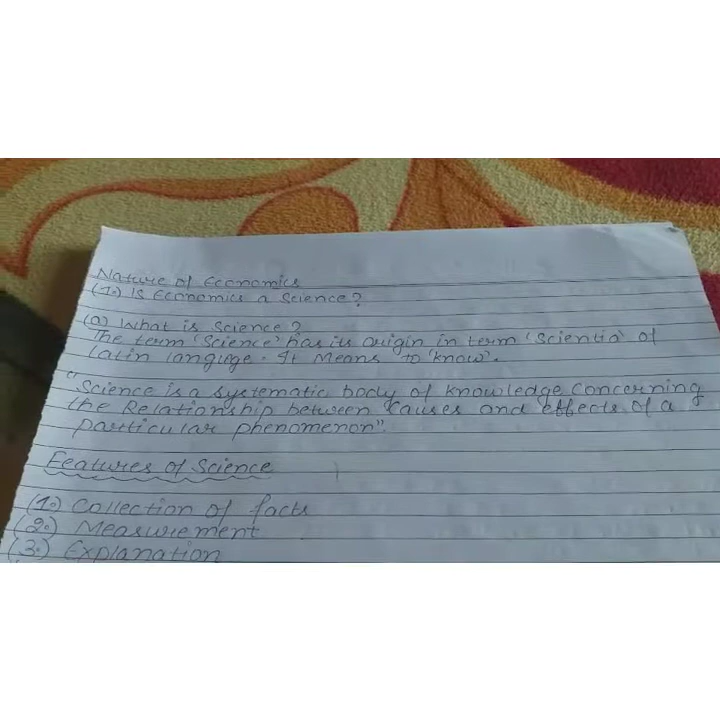 Nature of Economics
(1.) Is Economics a Science?
(a) What is Science?
The term 'Science' has its origin in term 'Scientia' of
Latin languge. It Means to 'know'.
"Science is a systematic body of knowledge concerning
the Relationship between Causes and effects of a
particular phenomenon".
Features of Science
(1.) Collection of facts
(2.) Measurement
(3.) Explanation